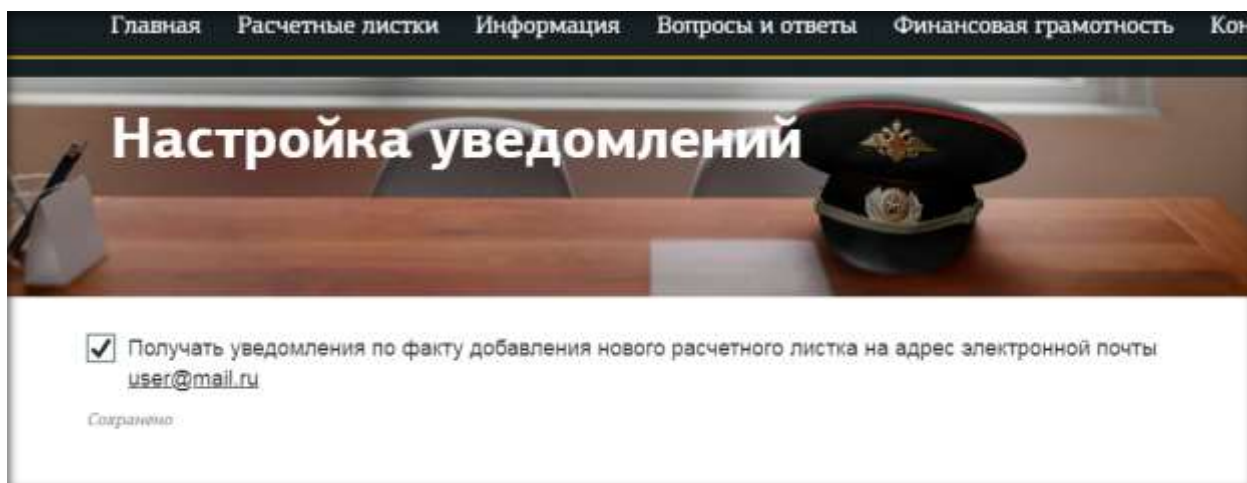 Главная Расчетные листки Информация Вопросы и ответы Финансовая грамотность Кон
Настройка уведомлений
Получать уведомления по факту добавления нового расчетного листка на адрес электронной почты
user@mail.ru
Сохранено